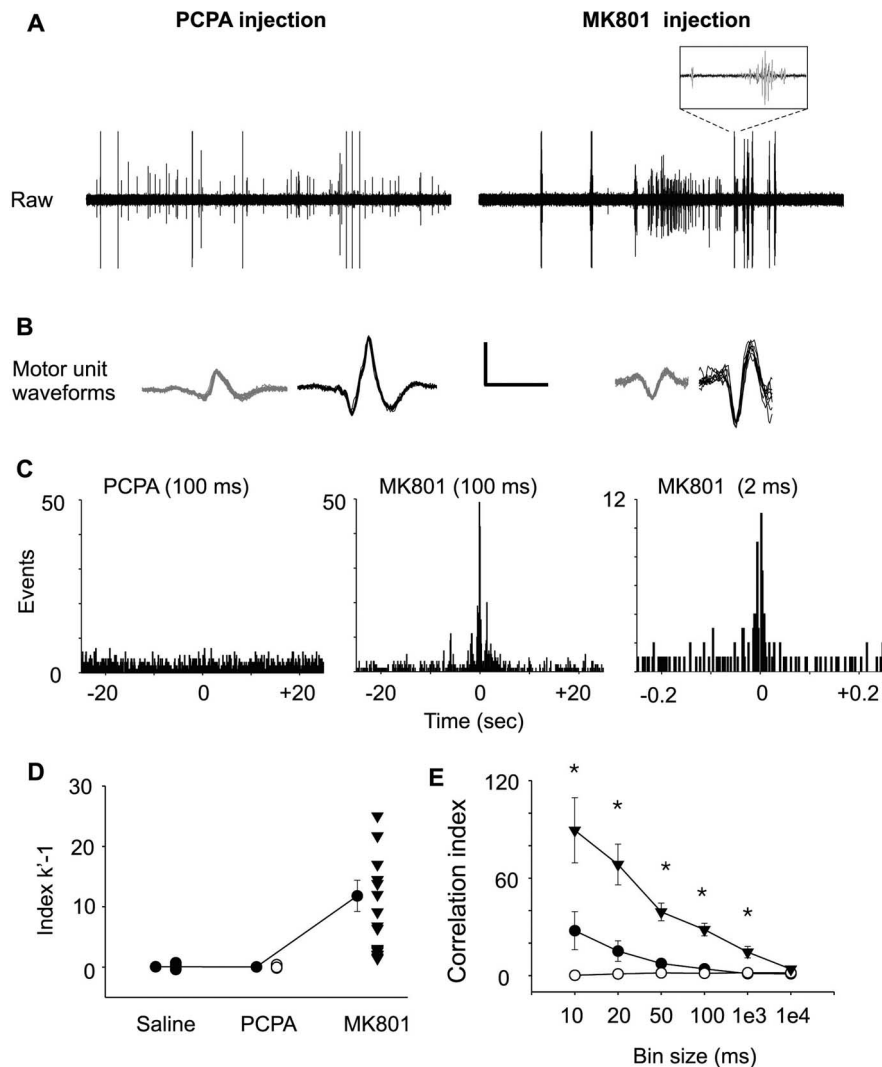 A
PCPA injection
MK801 injection
Raw
B
Motor unit
waveforms
C
PCPA (100 ms)
MK801 (100 ms)
MK801 (2 ms)
50
50
12
Events
0
-20
0
+20
-20
0
+20
-0.2
0
+0.2
Time (sec)
D
30
20
10
0
Index k'-1
Saline
PCPA
MK801
E
120
60
0
Correlation index
*
*
*
*
*
10
20
50
100
1e3
1e4
Bin size (ms)